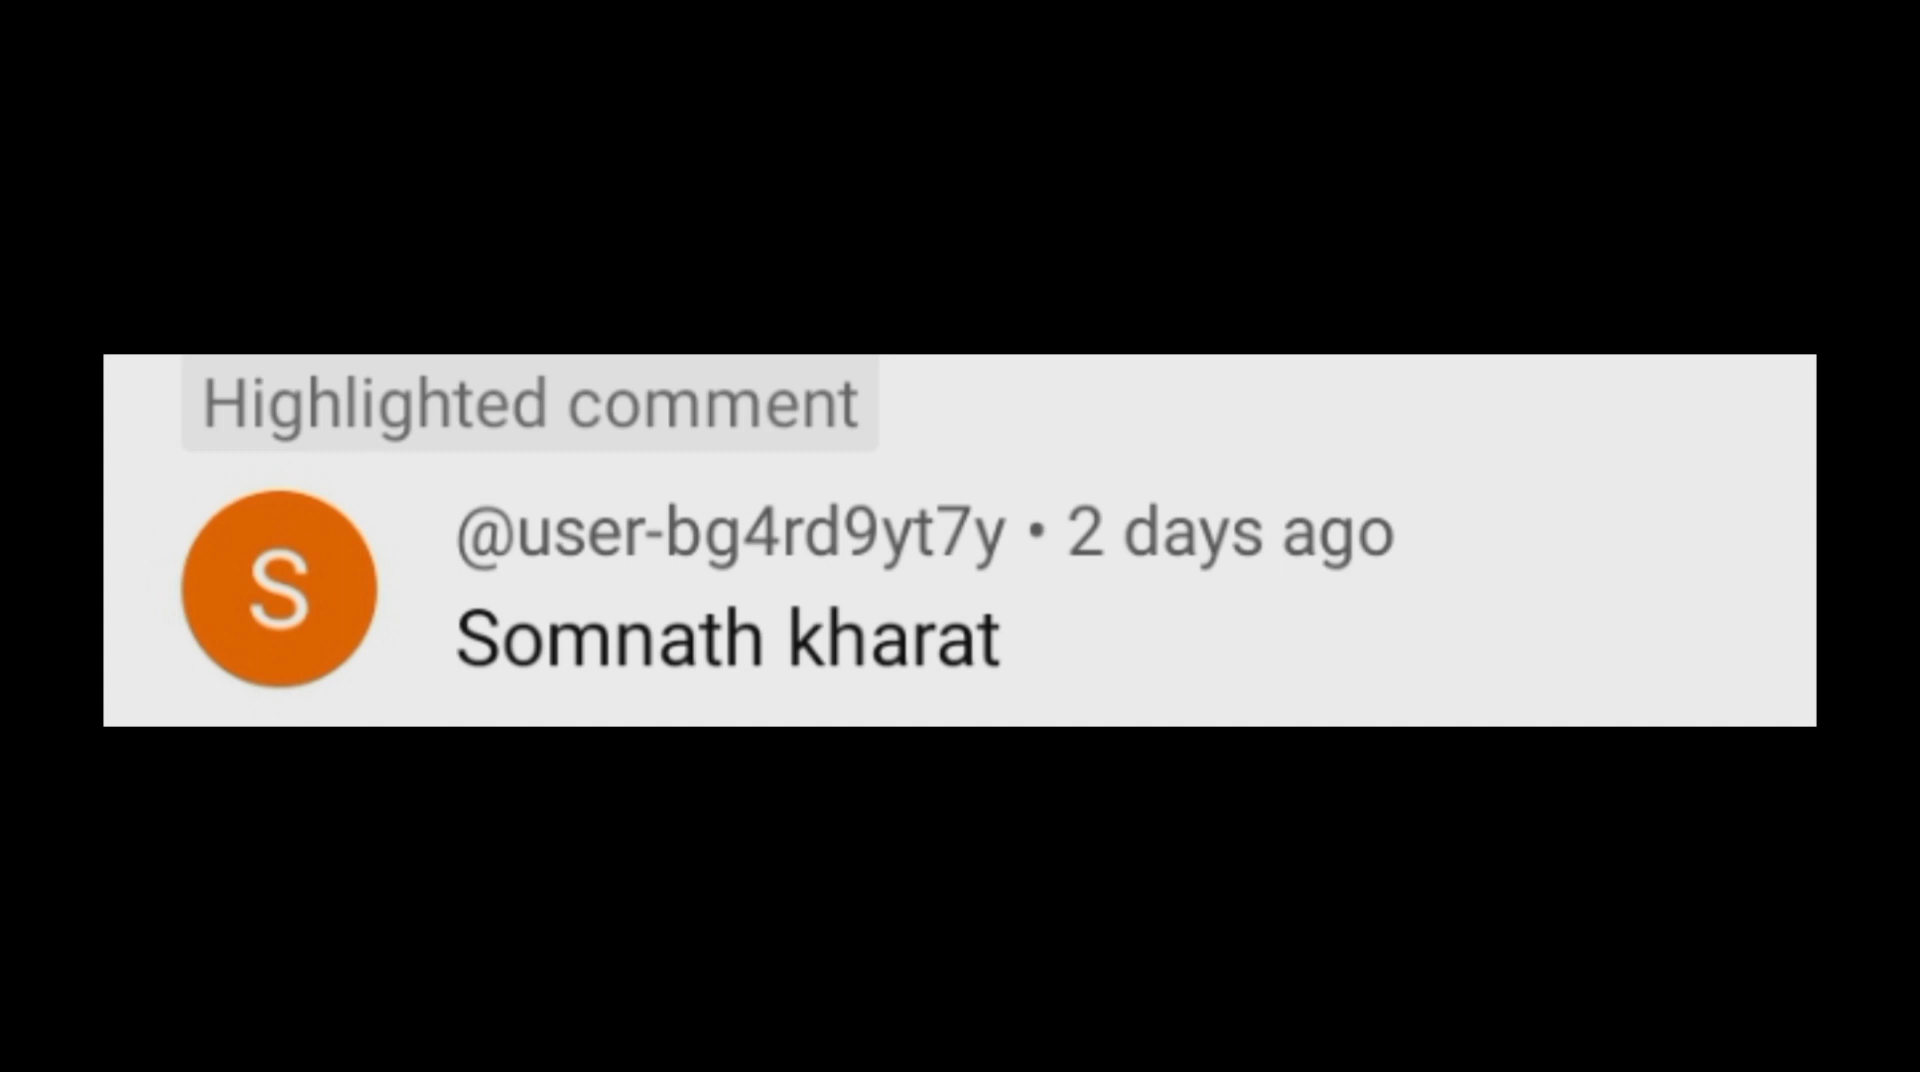 Highlighted comment
S
@user-bg4rd9yt7y • 2 days ago
Somnath kharat